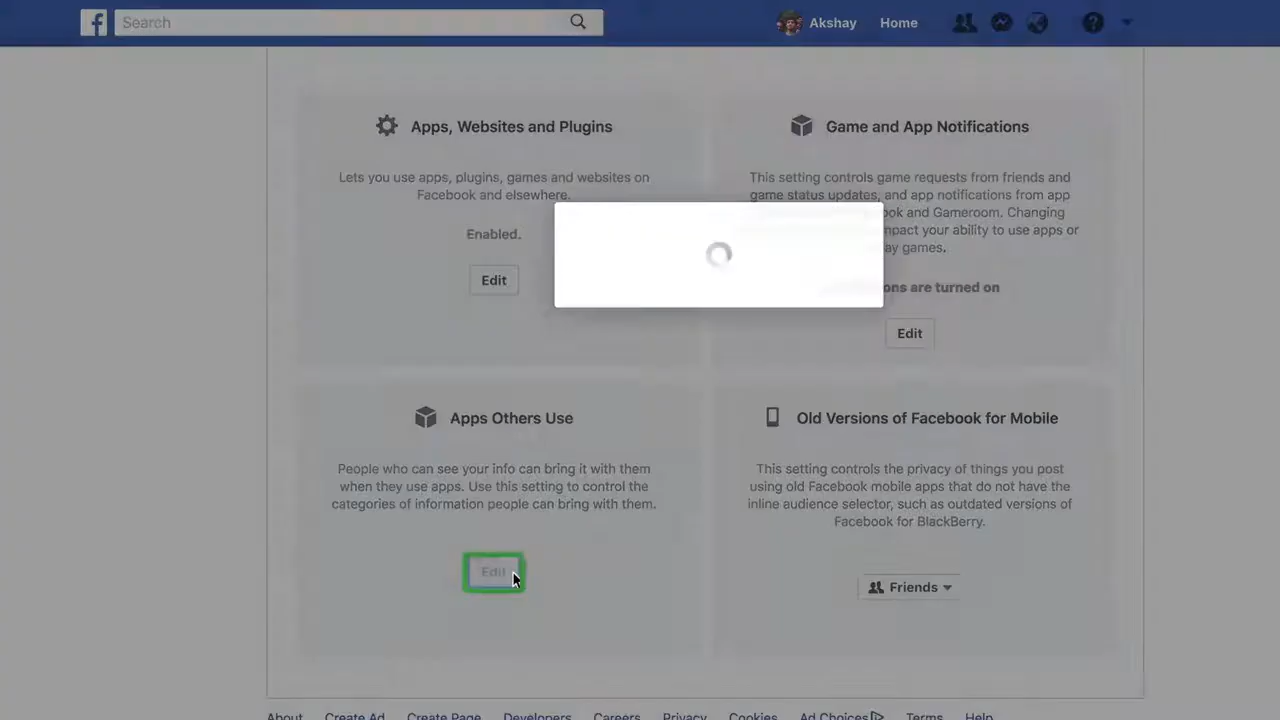 Search
Akshay
Home
Apps, Websites and Plugins
Lets you use apps, plugins, games and websites on
Facebook and elsewhere.
Enabled.
Edit
Game and App Notifications
This setting controls game requests from friends and
game status updates, and app notifications from app
ook and Gameroom. Changing
mpact your ability to use apps or
ay games.
ons are turned on
Edit
Apps Others Use
People who can see your info can bring it with them
when they use apps. Use this setting to control the
categories of information people can bring with them.
Edit
Old Versions of Facebook for Mobile
This setting controls the privacy of things you post
using old Facebook mobile apps that do not have the
inline audience selector, such as outdated versions of
Facebook for BlackBerry.
Friends
About Create Ad Create Page Developers Careers Privacy Cookies Ad Choices Terms Help